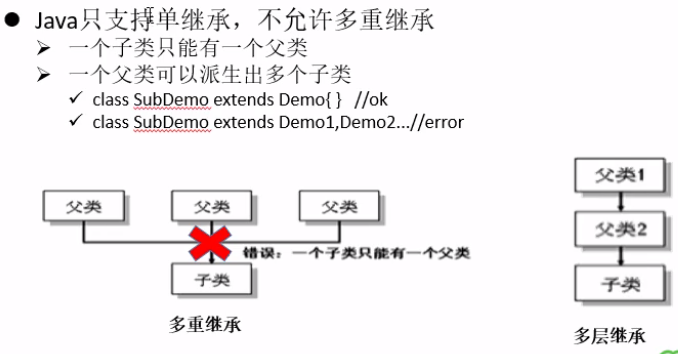 Java只支持单继承，不允许多重继承
一个子类只能有一个父类
一个父类可以派生出多个子类
class SubDemo extends Demo{ } //ok
class SubDemo extends Demo1,Demo2...//error
父类
父类
父类
错误：一个子类只能有一个父类
子类
多重继承
父类1
父类2
子类
多层继承